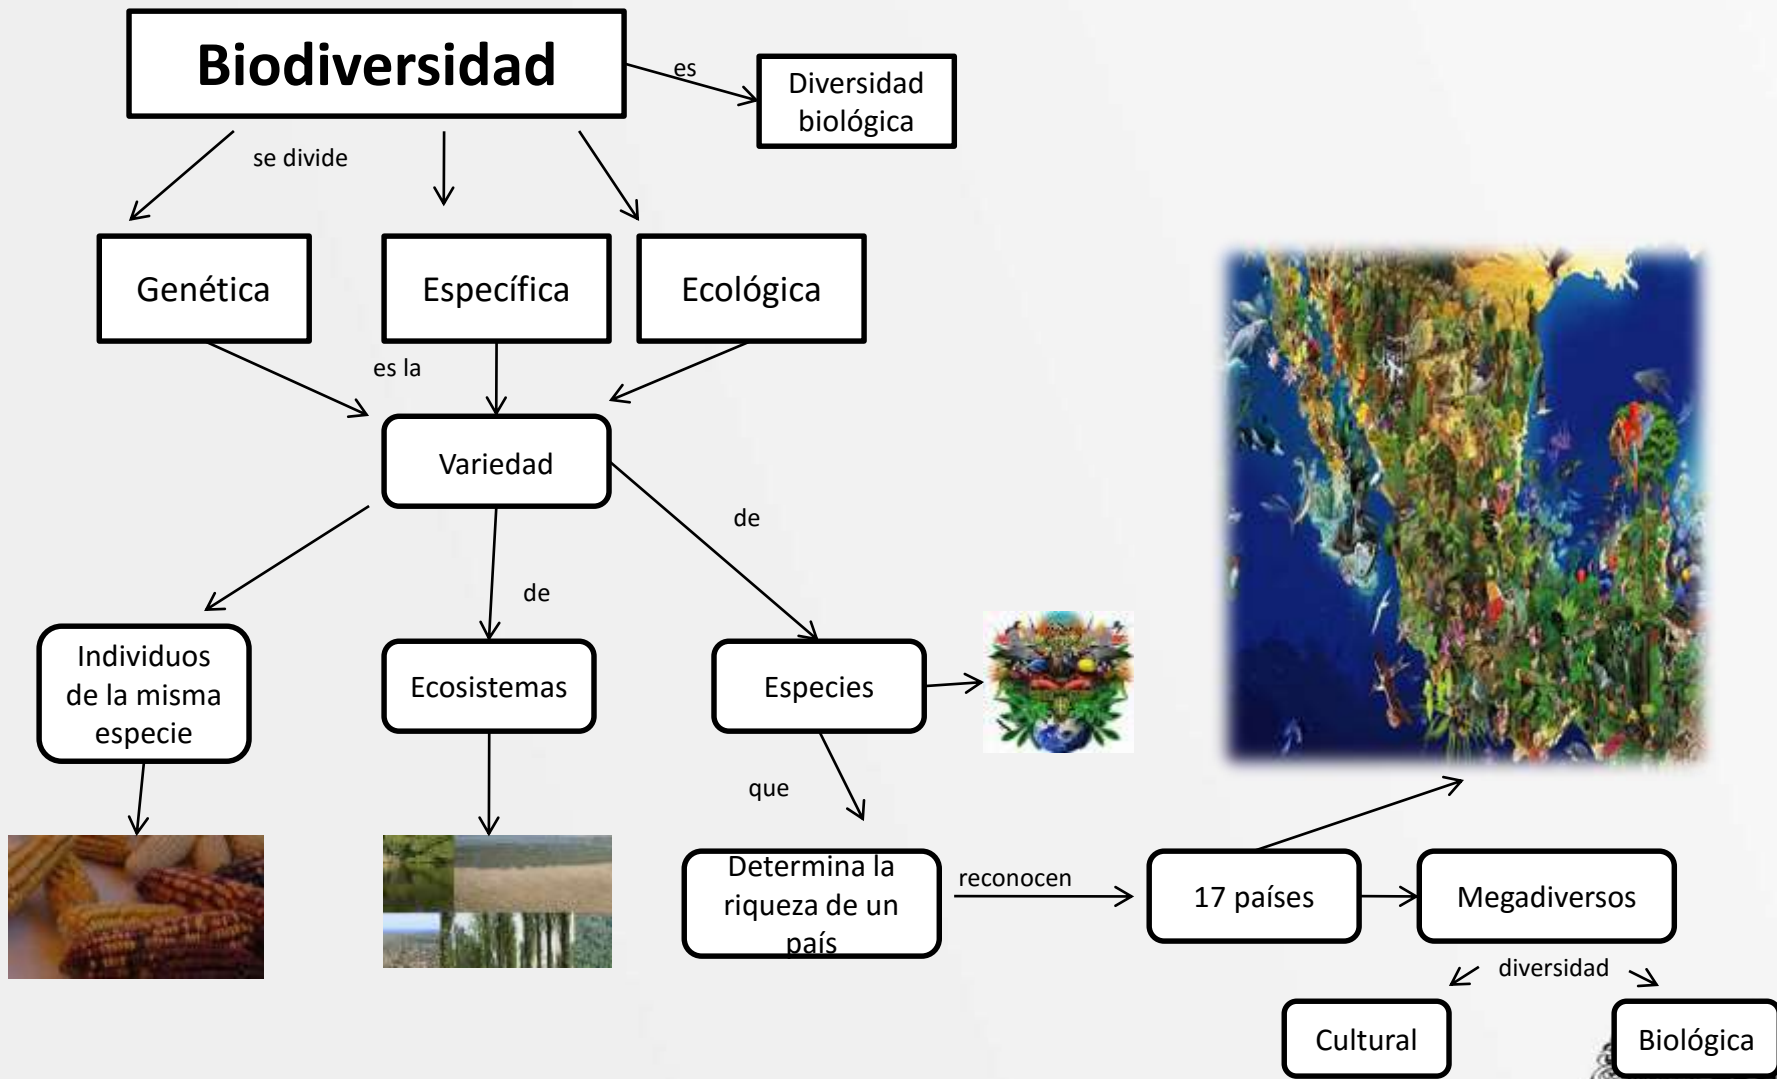 Biodiversidad
es
Diversidad
biológica
se divide
Genética
Específica
Ecológica
es la
Variedad
de
de
Individuos
de la misma
especie
Ecosistemas
Especies
que
Determina la
riqueza de un
país
reconocen
17 países
Megadiversos
diversidad
Cultural
Biológica